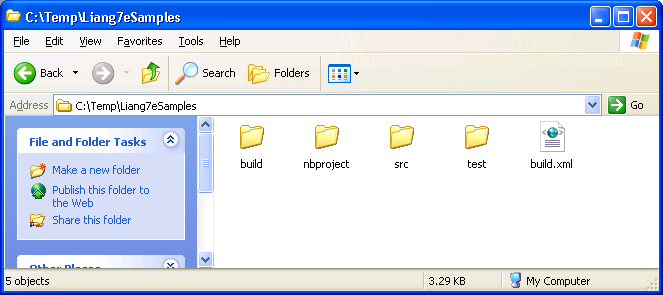 C:\Temp\Liang7eSamples
File Edit View Favorites Tools Help
Back Search Folders
Address C:\Temp\Liang7eSamples Go
File and Folder Tasks
Make a new folder
Publish this folder to
the Web
Share this folder
Other Places
build nbproject src test build.xml
5 objects 3.29 KB My Computer